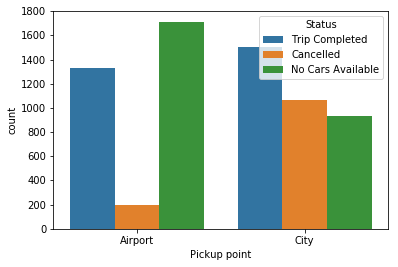 1800
1600
1400
1200
1000
800
600
400
200
0
count
Status
Trip Completed
Cancelled
No Cars Available
Airport
City
Pickup point